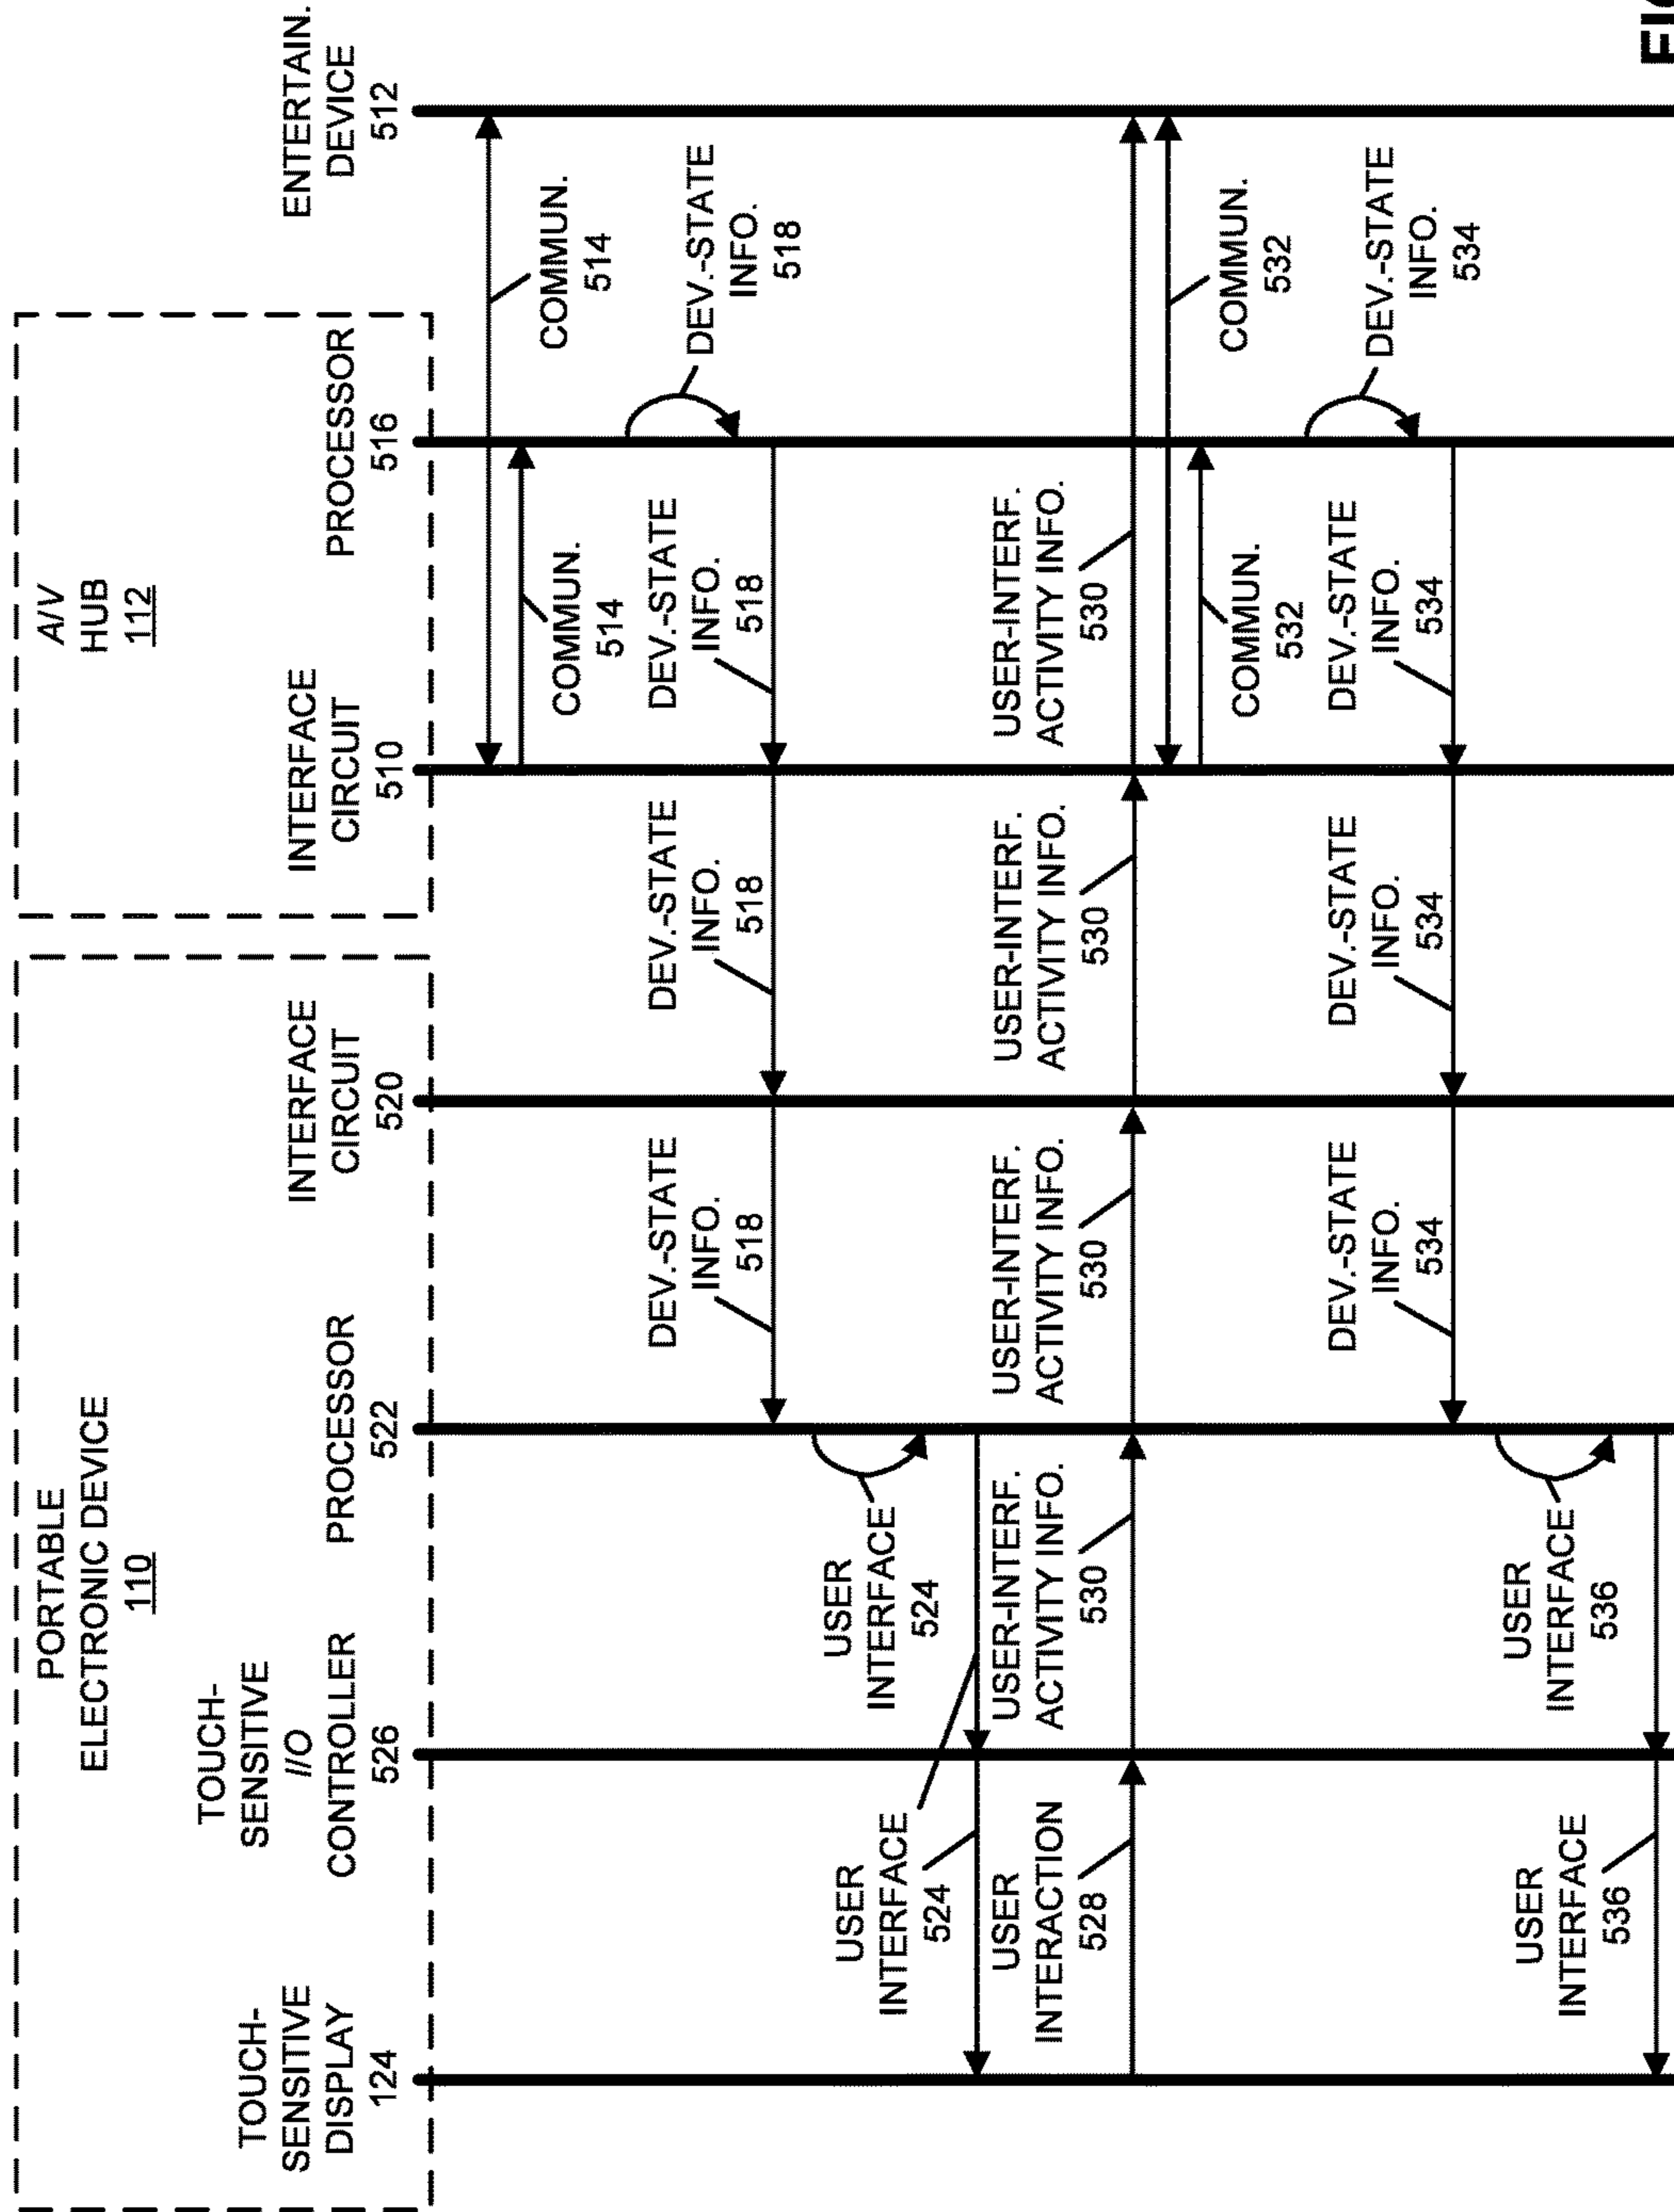 PORTABLE
ELECTRONIC DEVICE
110
A/V
HUB
112
TOUCH-
SENSITIVE
DISPLAY
124
TOUCH-
SENSITIVE
I/O
CONTROLLER
526
PROCESSOR
522
INTERFACE
CIRCUIT
520
INTERFACE
CIRCUIT
510
PROCESSOR
516
ENTERTAIN.
DEVICE
512
COMMUN.
514
COMMUN.
514
DEV.-STATE
INFO.
518
DEV.-STATE
INFO.
518
DEV.-STATE
INFO.
518
DEV.-STATE
INFO.
518
USER
INTERFACE
524
USER
INTERFACE
524
USER
INTERACTION
528
USER-INTERF.
ACTIVITY INFO.
530
USER-INTERF.
ACTIVITY INFO.
530
USER-INTERF.
ACTIVITY INFO.
530
USER-INTERF.
ACTIVITY INFO.
530
COMMUN.
532
COMMUN.
532
DEV.-STATE
INFO.
534
DEV.-STATE
INFO.
534
DEV.-STATE
INFO.
534
DEV.-STATE
INFO.
534
USER
INTERFACE
536
USER
INTERFACE
536